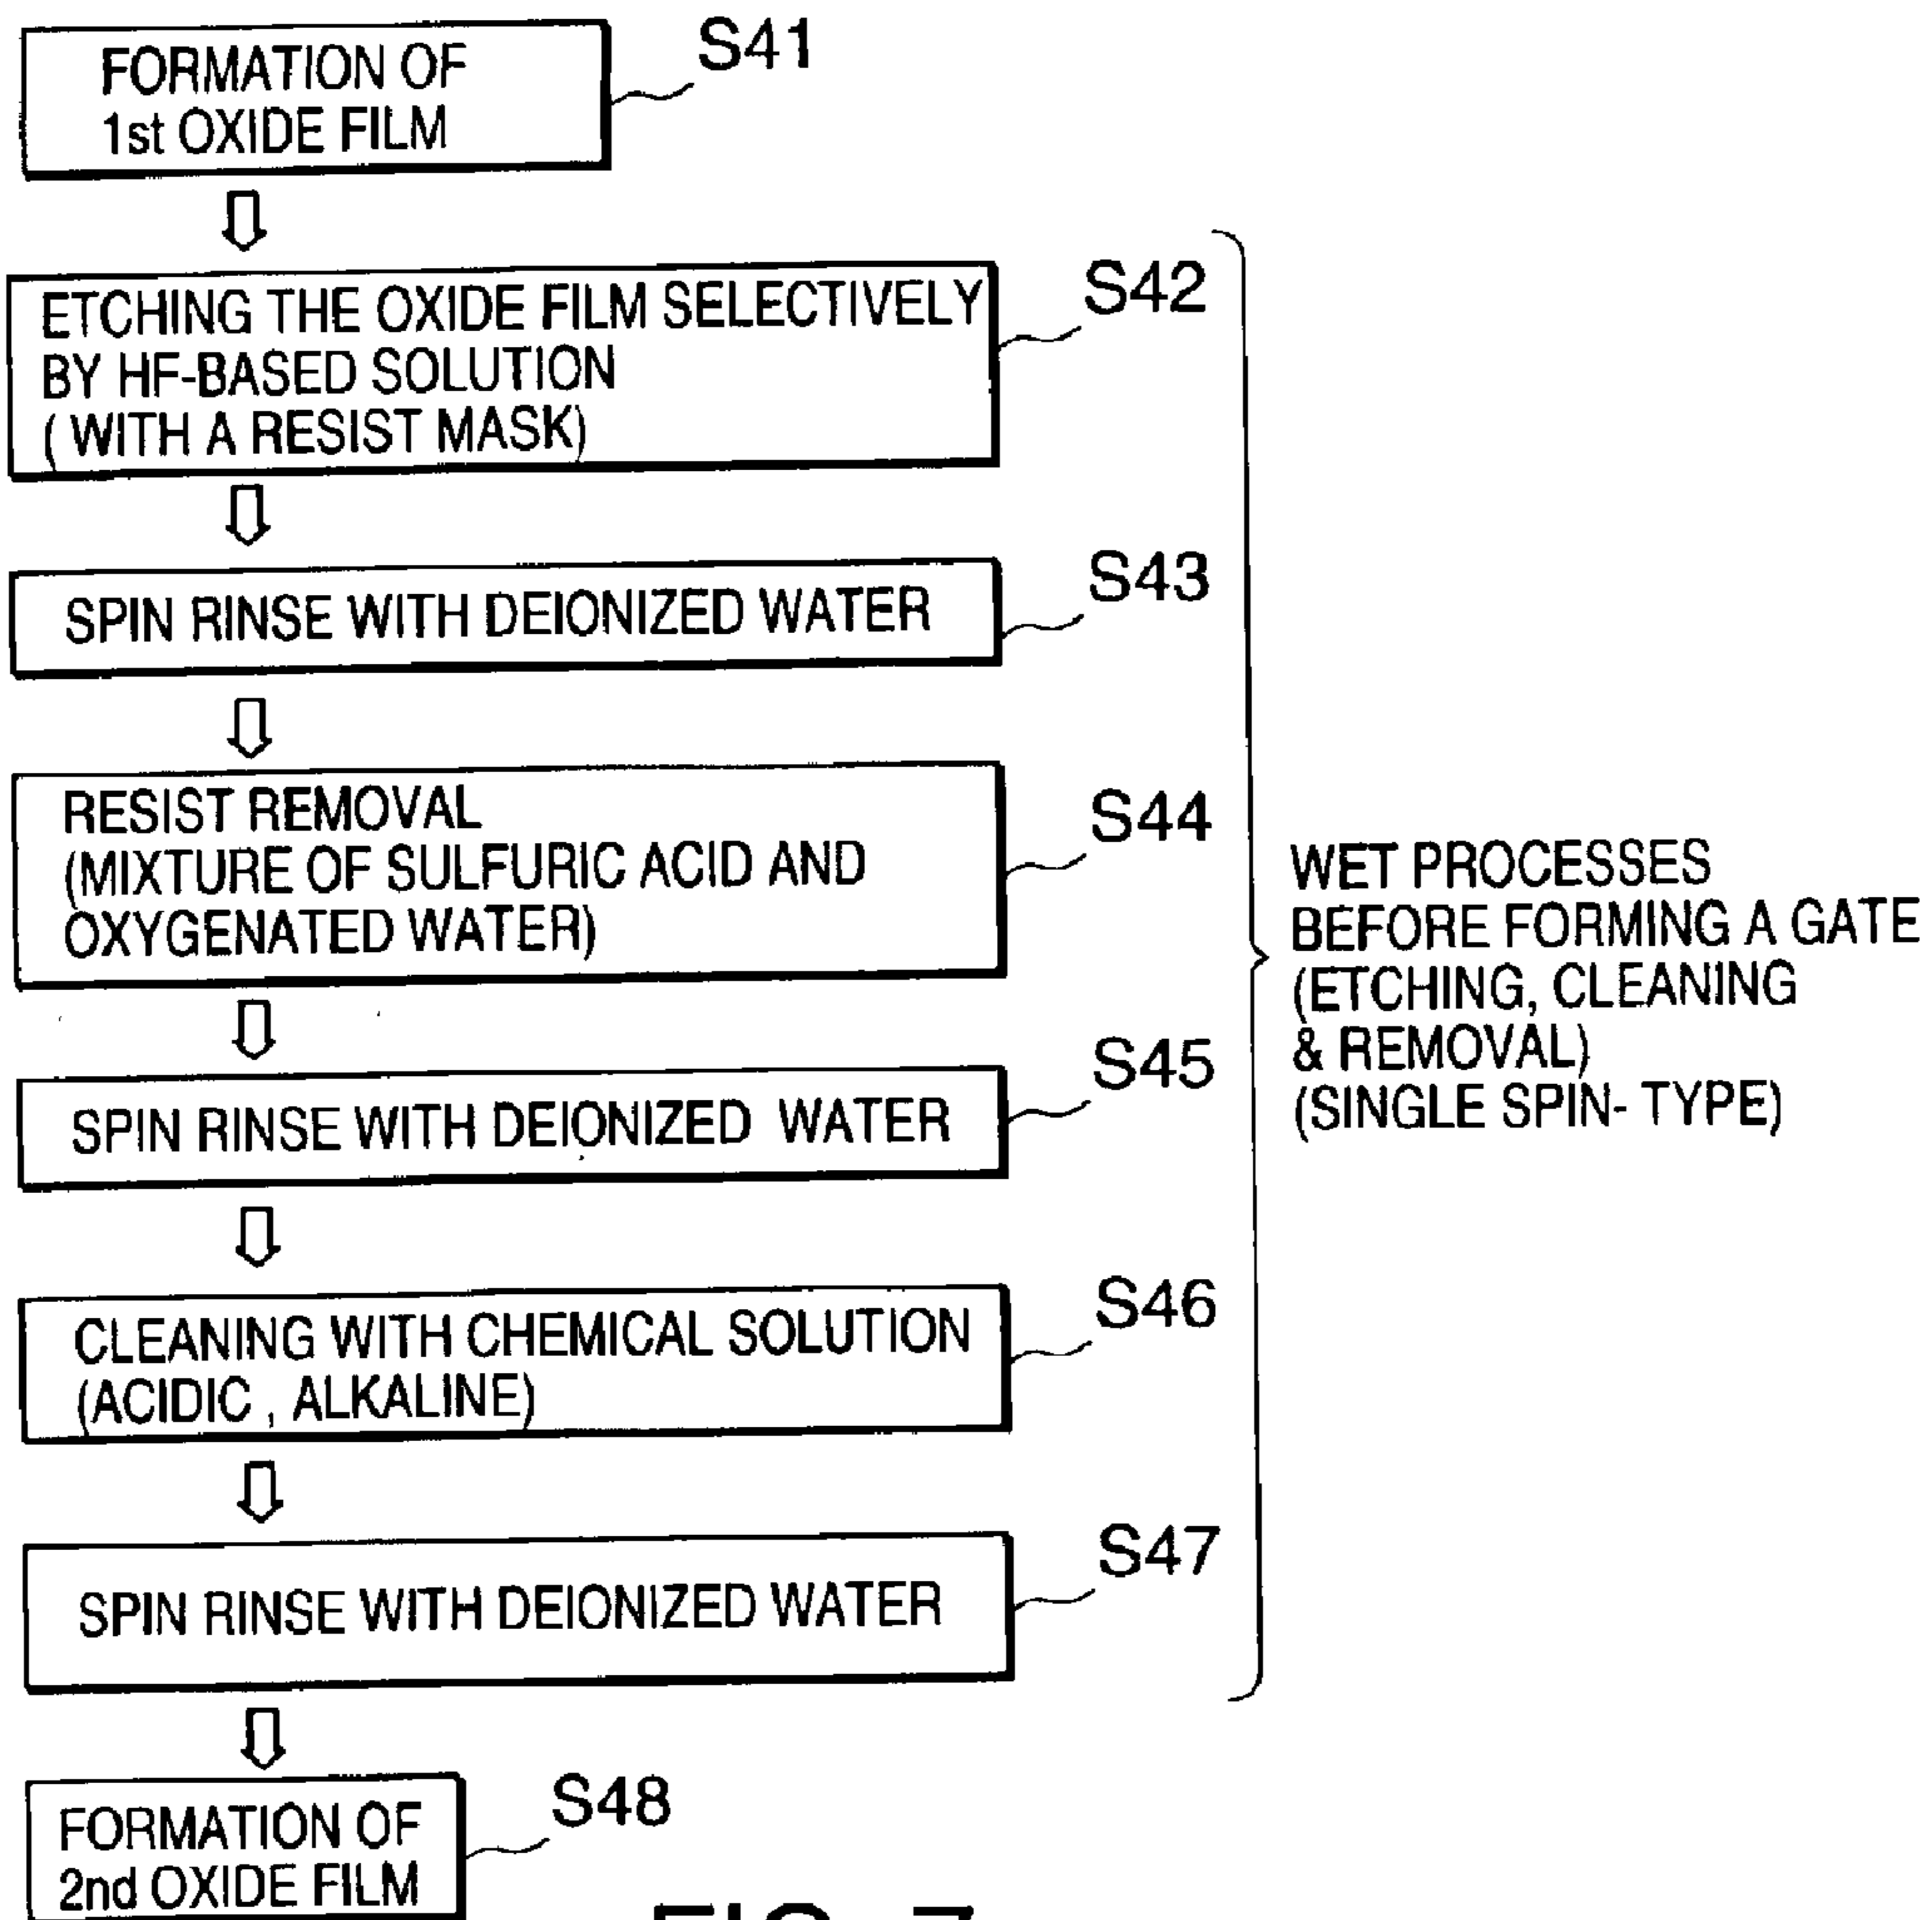 FORMATION OF
1st OXIDE FILM
S41
ETCHING THE OXIDE FILM SELECTIVELY
BY HF-BASED SOLUTION
( WITH A RESIST MASK)
S42
SPIN RINSE WITH DEIONIZED WATER
S43
RESIST REMOVAL
(MIXTURE OF SULFURIC ACID AND
OXYGENATED WATER)
S44
SPIN RINSE WITH DEIONIZED WATER
S45
CLEANING WITH CHEMICAL SOLUTION
(ACIDIC , ALKALINE)
S46
SPIN RINSE WITH DEIONIZED WATER
S47
WET PROCESSES
BEFORE FORMING A GATE
(ETCHING, CLEANING
& REMOVAL)
(SINGLE SPIN- TYPE)
FORMATION OF
2nd OXIDE FILM
S48